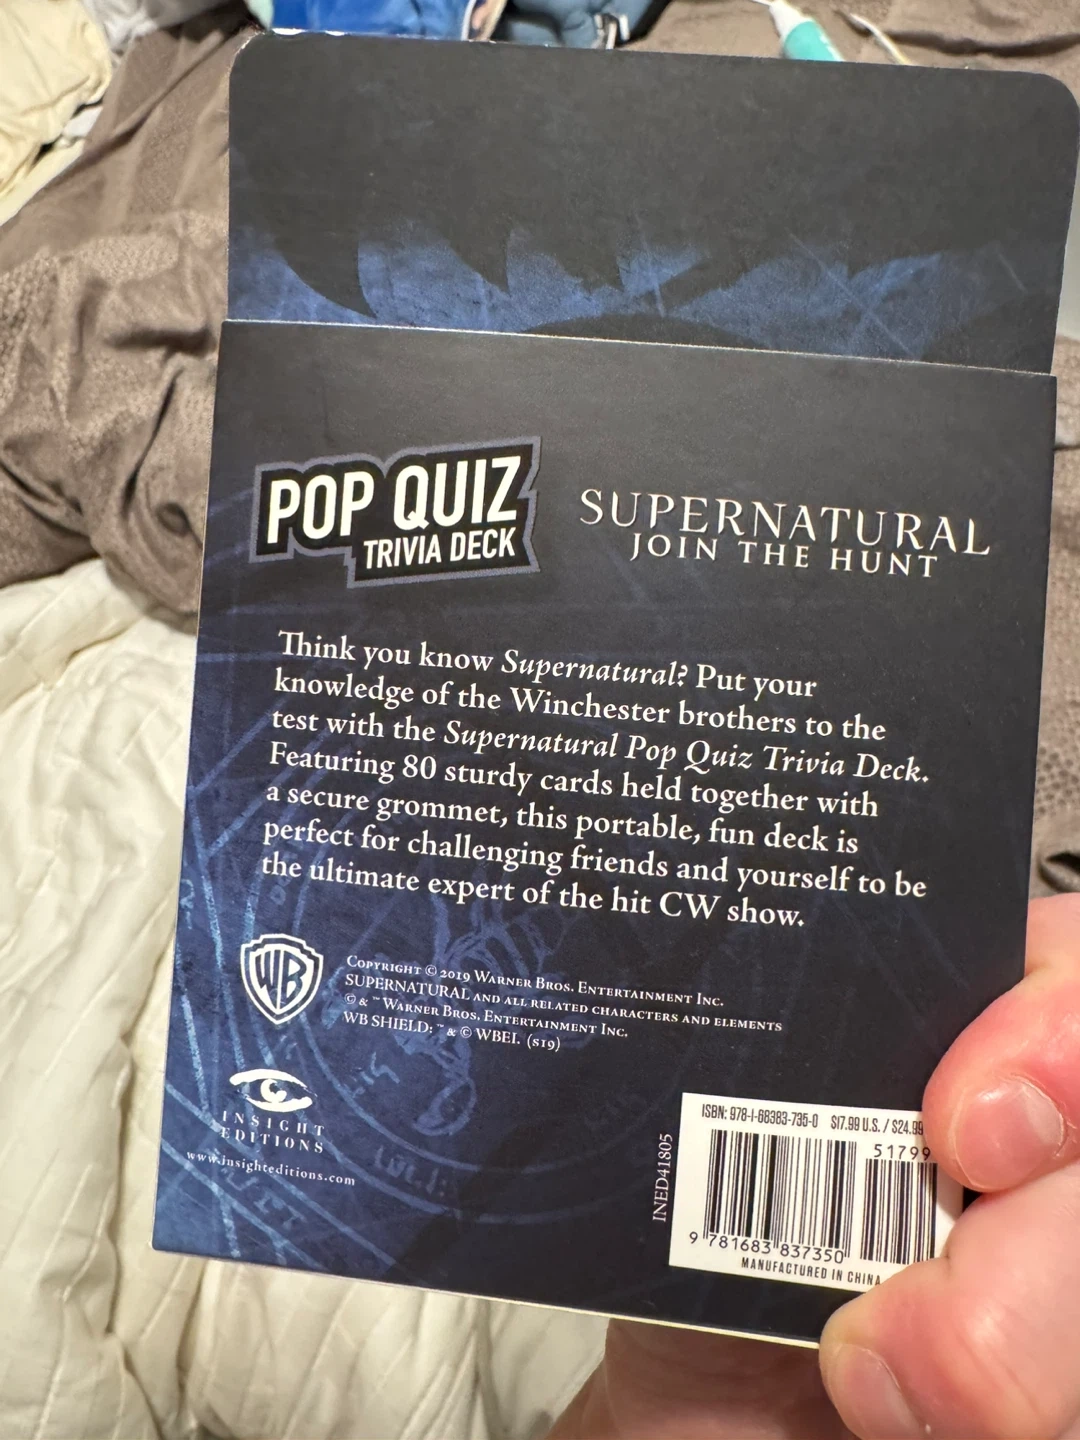 POP QUIZ
TRIVIA DECK
SUPERNATURAL
JOIN THE HUNT
Think you know Supernatural? Put your
knowledge of the Winchester brothers to the
test with the Supernatural Pop Quiz Trivia Deck.
Featuring 80 sturdy cards held together with
a secure grommet, this portable, fun deck is
perfect for challenging friends and yourself to be
the ultimate expert of the hit CW show.
WB
COPYRIGHT © 2019 WARNER BROS. ENTERTAINMENT INC.
SUPERNATURAL AND ALL RELATED CHARACTERS AND ELEMENTS
© & ™ WARNER BROS. ENTERTAINMENT INC.
WB SHIELD: ™ & © WBEI. (s19)
INSIGHT
EDITIONS
www.insighteditions.com
INED41805
ISBN: 978-1-68383-735-0 $17.99 U.S. / $24.99
51799
9 781683 837350
MANUFACTURED IN CHINA